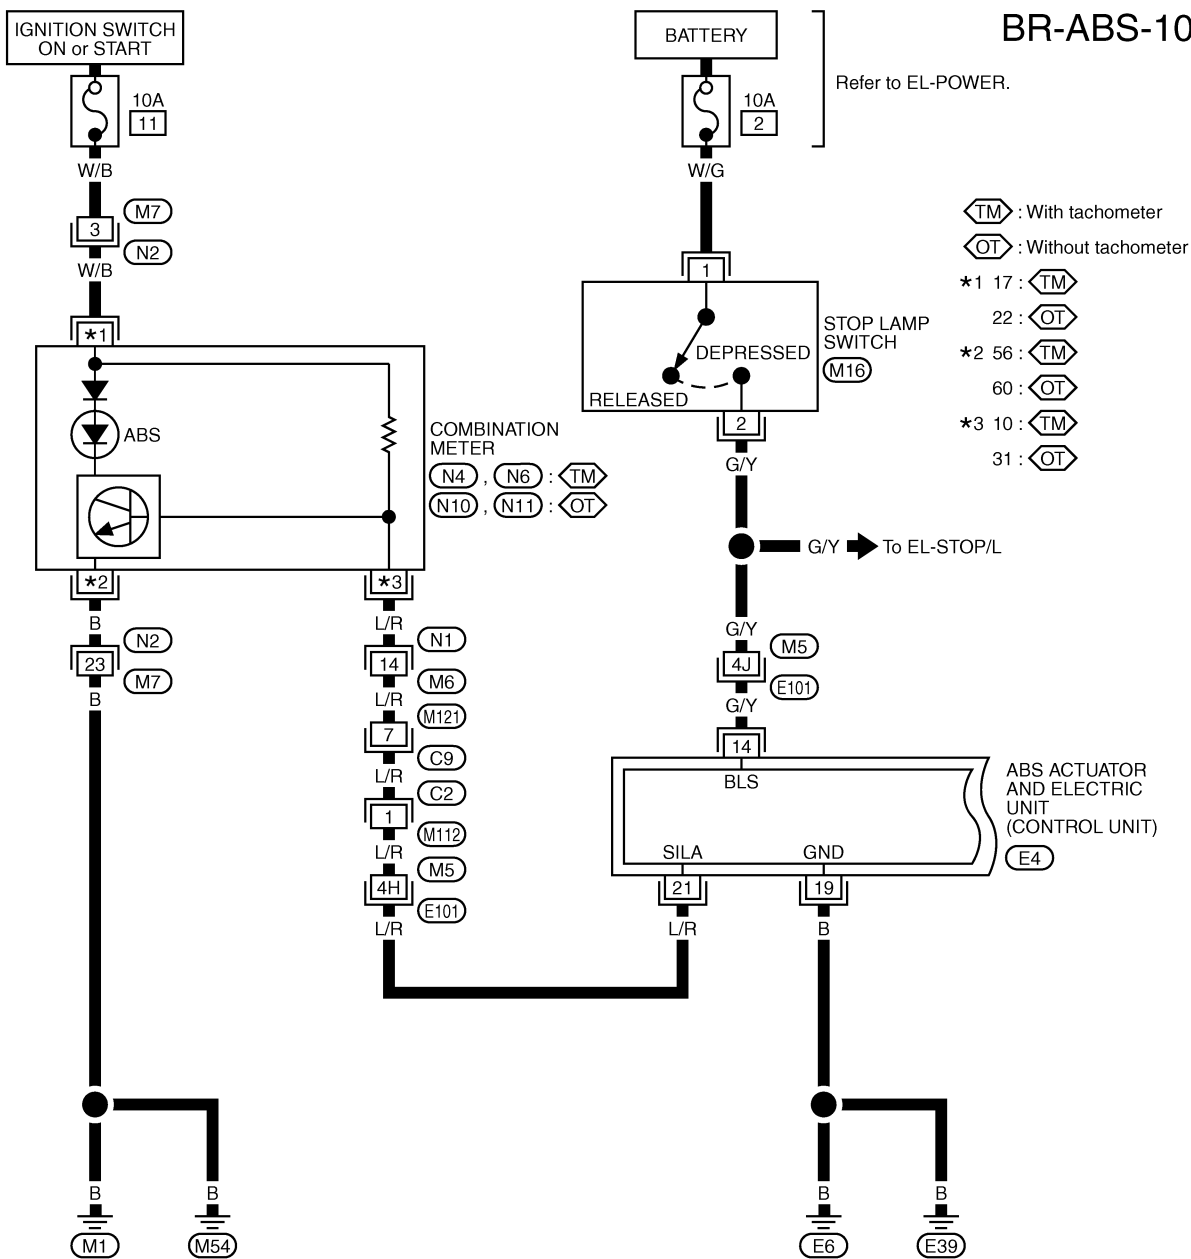 BR-ABS-10
IGNITION SWITCH
ON or START
10A
11
W/B
M7
3
N2
W/B
*1
ABS
COMBINATION
METER
N4 , N6 : TM
N10 , N11 : OT
*2
*3
B
N2
23
M7
B
L/R
N1
14
M6
L/R
M121
7
C9
L/R
C2
1
M112
L/R
M5
4H
E101
L/R
B
B
M1
M54
BATTERY
10A
2
Refer to EL-POWER.
W/G
1
STOP LAMP
SWITCH
M16
DEPRESSED
RELEASED
2
G/Y
G/Y
To EL-STOP/L
G/Y
M5
4J
E101
G/Y
14
BLS
ABS ACTUATOR
AND ELECTRIC
UNIT
(CONTROL UNIT)
E4
SILA
GND
21
19
L/R
B
B
B
E6
E39
TM : With tachometer
OT : Without tachometer
*1 17 : TM
22 : OT
*2 56 : TM
60 : OT
*3 10 : TM
31 : OT